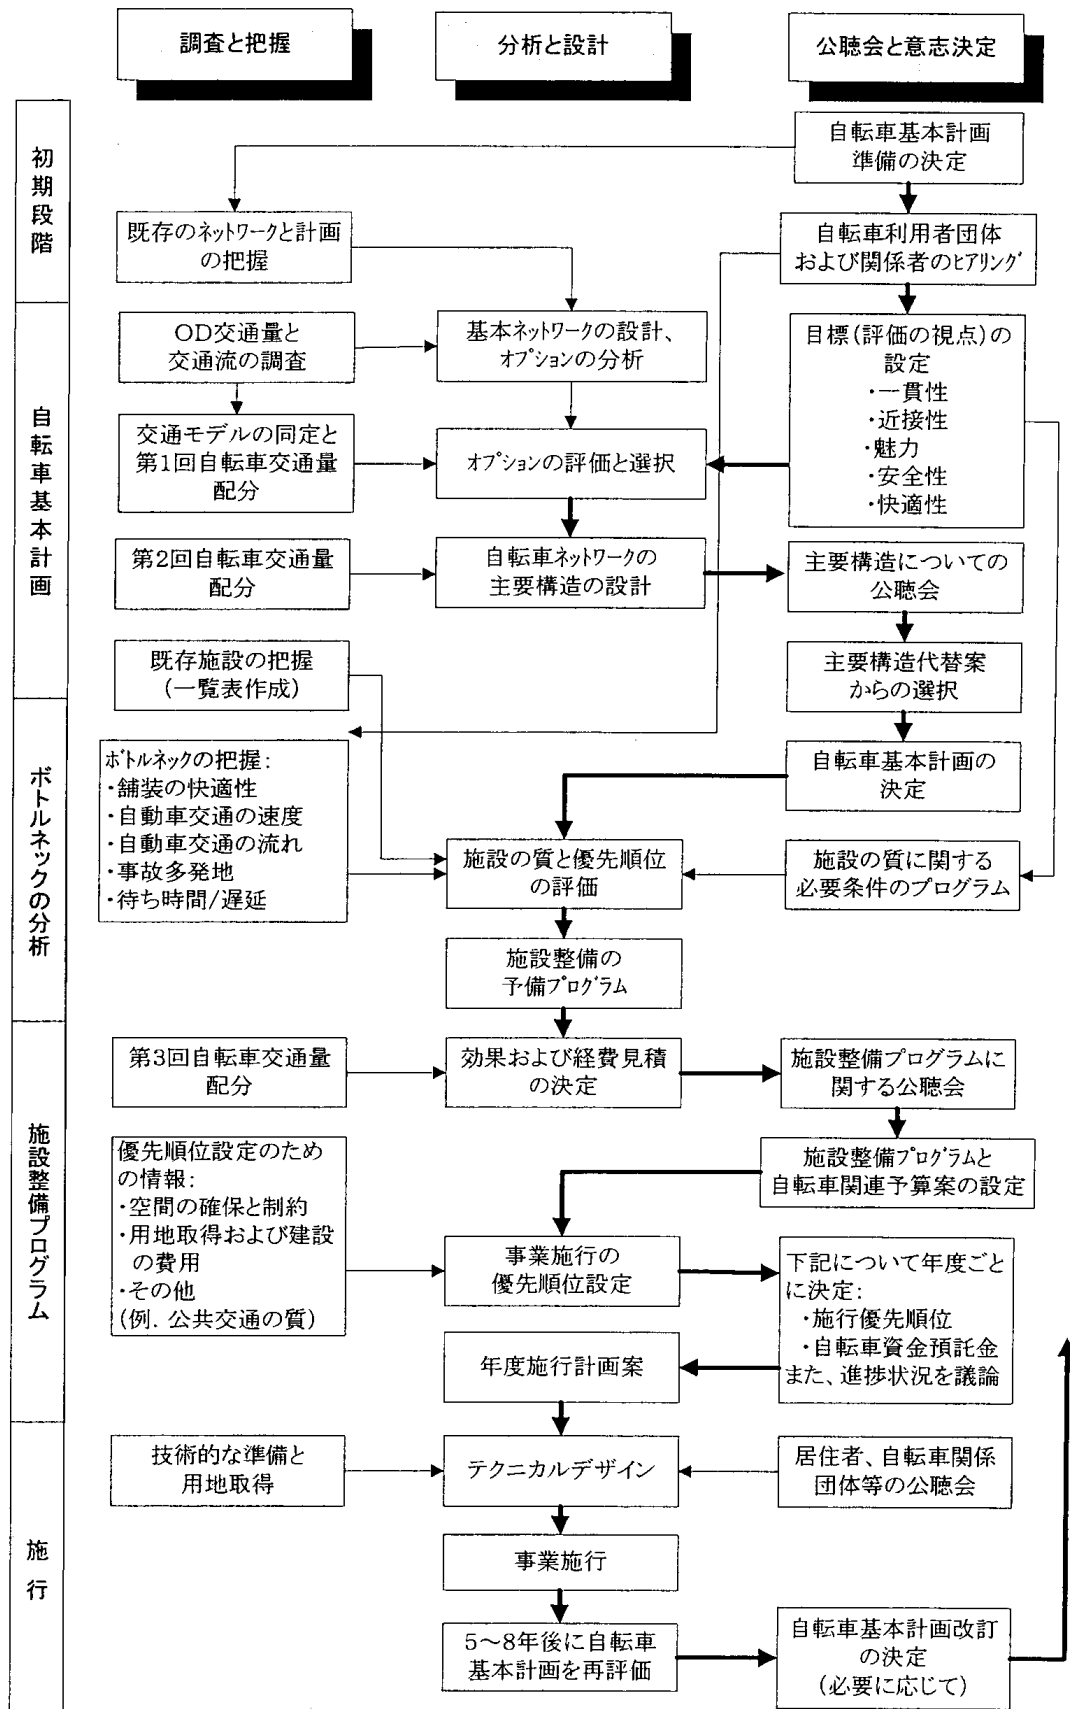 調査と把握
分析と設計
公聴会と意志決定
初期段階
自転車基本計画
準備の決定
既存のネットワークと計画
の把握
自転車利用者団体
および関係者のﾋｱﾘﾝｸﾞ
自転車基本計画
OD交通量と
交通流の調査
基本ネットワークの設計、
ｵﾌﾟｼｮﾝの分析
目標(評価の視点)の
設定
・一貫性
・近接性
・魅力
・安全性
・快適性
交通モデルの同定と
第1回自転車交通量
配分
ｵﾌﾟｼｮﾝの評価と選択
第2回自転車交通量
配分
自転車ネットワークの
主要構造の設計
主要構造についての
公聴会
既存施設の把握
(一覧表作成)
主要構造代替案
からの選択
ボトルネックの分析
ﾎﾞﾄﾙﾈｯｸの把握:
・舗装の快適性
・自動車交通の速度
・自動車交通の流れ
・事故多発地
・待ち時間/遅延
自転車基本計画の
決定
施設の質と優先順位
の評価
施設の質に関する
必要条件のプログラム
施設整備の
予備ﾌﾟﾛｸﾞﾗﾑ
施設整備プログラム
第3回自転車交通量
配分
効果および経費見積
の決定
施設整備プログラムに
関する公聴会
施設整備ﾌﾟﾛｸﾞﾗﾑと
自転車関連予算案の設定
優先順位設定のため
の情報:
・空間の確保と制約
・用地取得および建設
の費用
・その他
(例. 公共交通の質)
事業施行の
優先順位設定
下記について年度ごと
に決定:
・施行優先順位
・自転車資金預託金
また、進捗状況を議論
年度施行計画案
施行
技術的な準備と
用地取得
テクニカルデザイン
居住者、自転車関係
団体等の公聴会
事業施行
5～8年後に自転車
基本計画を再評価
自転車基本計画改訂
の決定
(必要に応じて)